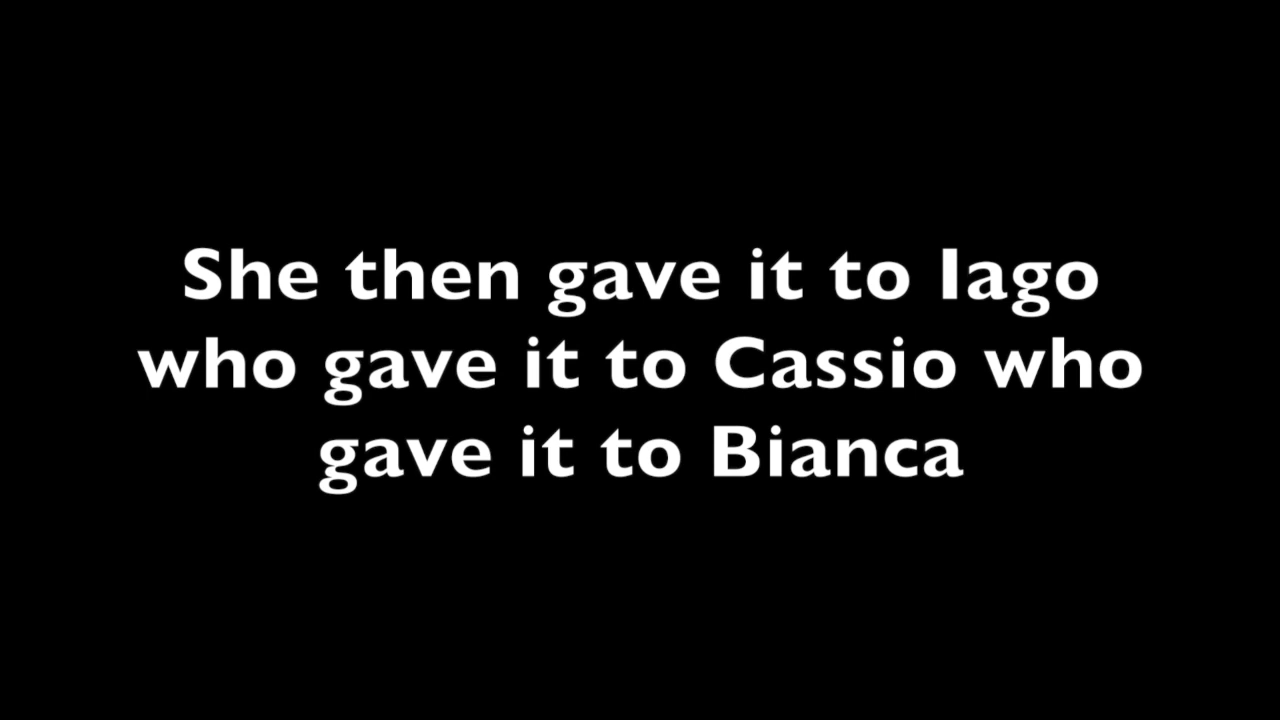 She then gave it to Iago
who gave it to Cassio who
gave it to Bianca